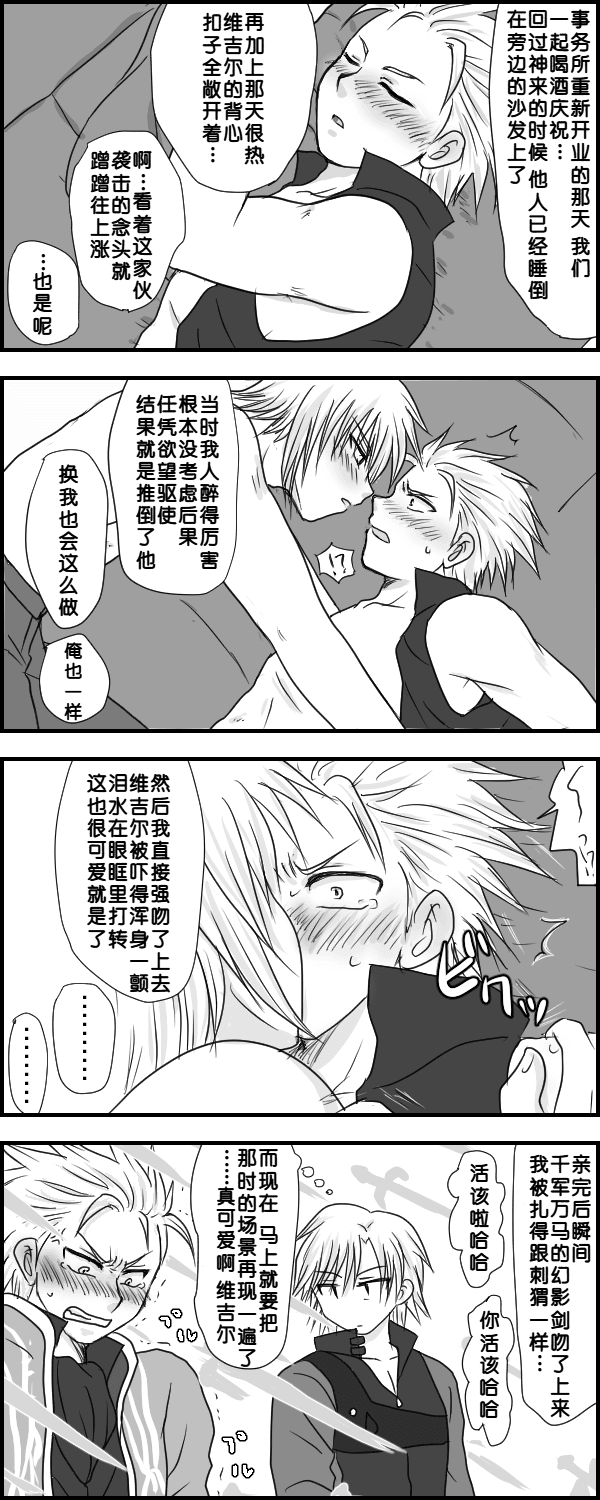 事务所重新开业的那天 我们
一起喝酒庆祝…
回过神来的时候 他人已经睡倒
在旁边的沙发上了
再加上那天很热
维吉尔的背心
扣子全敞开着…
啊…看着这家伙
袭击的念头就
蹭蹭往上涨
…也是呢
当时我人醉得厉害
根本没考虑后果
任凭欲望驱使
结果就是推倒了他
换我也会这么做
俺也一样
!?
然后我直接强吻了上去
维吉尔被吓得浑身一颤
泪水在眼眶里打转
这也很可爱就是了
ビクッ
………
………
亲完后瞬间
千军万马的幻影剑吻了上来
我被扎得跟刺猬一样…
活该啦哈哈
你活该哈哈
而现在 马上就要把
那时的场景再现一遍了
……真可爱啊 维吉尔